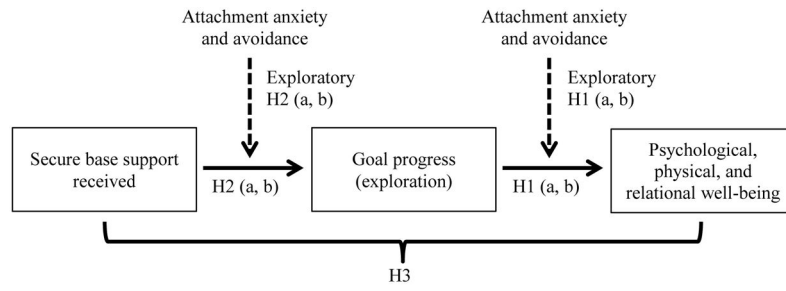 Attachment anxiety
and avoidance
Attachment anxiety
and avoidance
Exploratory
H2 (a, b)
Exploratory
H1 (a, b)
Secure base support
received
H2 (a, b)
Goal progress
(exploration)
H1 (a, b)
Psychological,
physical, and
relational well-being
H3